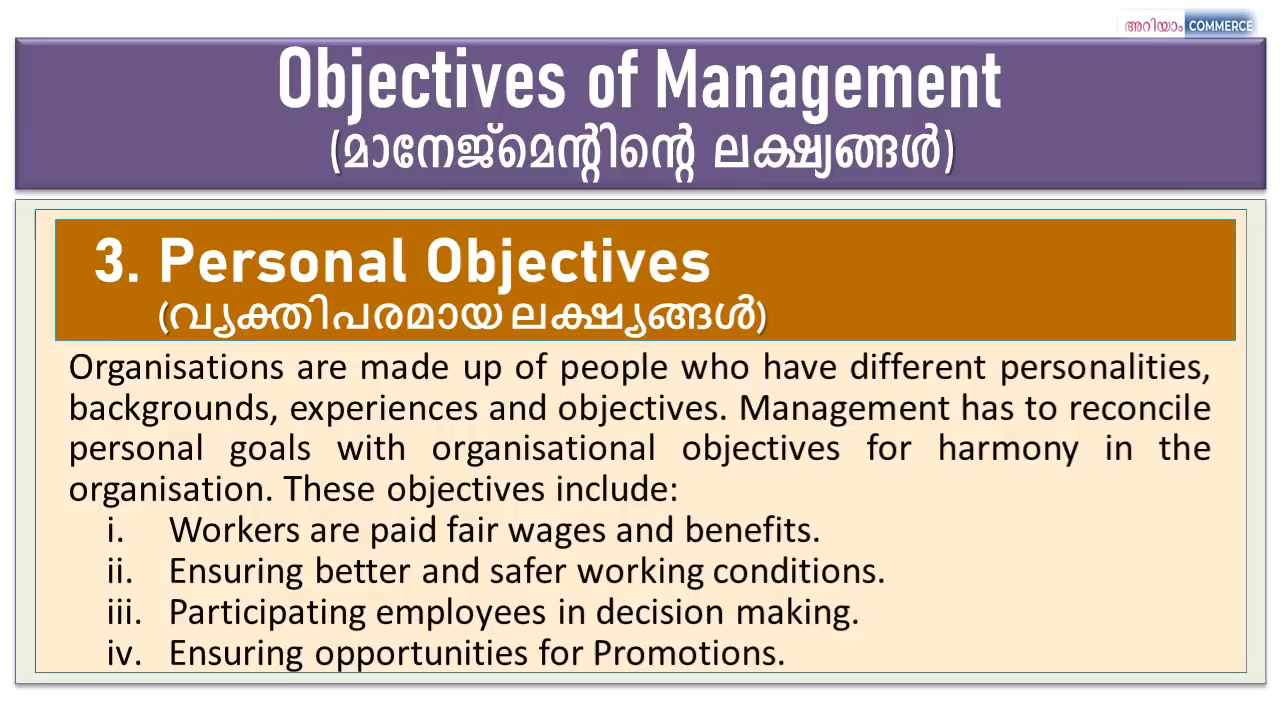 അറിയാം COMMERCE
Objectives of Management
(മാനേജ്മെന്റിന്റെ ലക്ഷ്യങ്ങൾ)
3. Personal Objectives
(വ്യക്തിപരമായ ലക്ഷ്യങ്ങൾ)
Organisations are made up of people who have different personalities,
backgrounds, experiences and objectives. Management has to reconcile
personal goals with organisational objectives for harmony in the
organisation. These objectives include:
i. Workers are paid fair wages and benefits.
ii. Ensuring better and safer working conditions.
iii. Participating employees in decision making.
iv. Ensuring opportunities for Promotions.